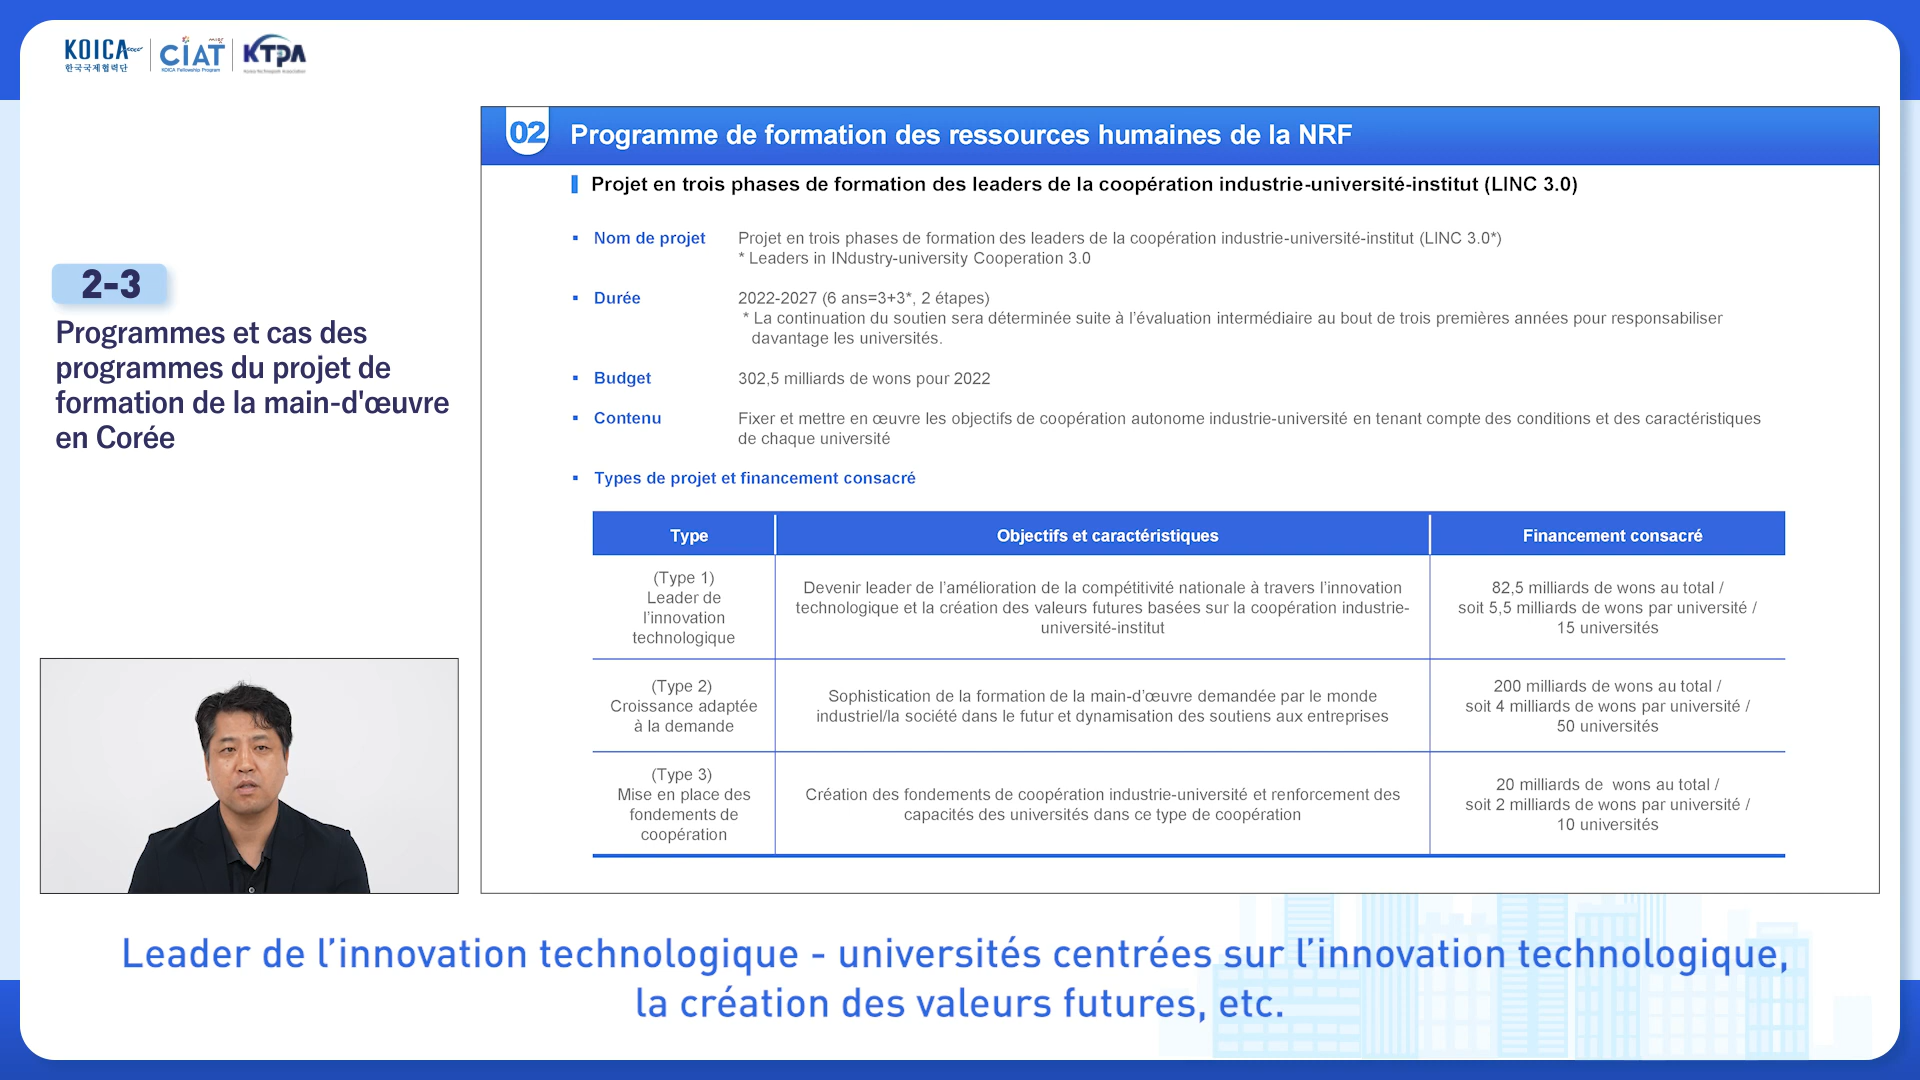 KOICA
한국국제협력단
CIAT
KOICA Fellowship Program
KTPA
02
Programme de formation des ressources humaines de la NRF
Projet en trois phases de formation des leaders de la coopération industrie-université-institut (LINC 3.0)
▪ Nom de projet
Projet en trois phases de formation des leaders de la coopération industrie-université-institut (LINC 3.0*)
* Leaders in INdustry-university Cooperation 3.0
▪ Durée
2022-2027 (6 ans=3+3*, 2 étapes)
* La continuation du soutien sera déterminée suite à l’évaluation intermédiaire au bout de trois premières années pour responsabiliser
davantage les universités.
▪ Budget
302,5 milliards de wons pour 2022
▪ Contenu
Fixer et mettre en œuvre les objectifs de coopération autonome industrie-université en tenant compte des conditions et des caractéristiques
de chaque université
▪ Types de projet et financement consacré
Type
Objectifs et caractéristiques
Financement consacré
(Type 1)
Leader de
l’innovation
technologique
Devenir leader de l’amélioration de la compétitivité nationale à travers l’innovation
technologique et la création des valeurs futures basées sur la coopération industrie-
université-institut
82,5 milliards de wons au total /
soit 5,5 milliards de wons par université /
15 universités
(Type 2)
Croissance adaptée
à la demande
Sophistication de la formation de la main-d’œuvre demandée par le monde
industriel/la société dans le futur et dynamisation des soutiens aux entreprises
200 milliards de wons au total /
soit 4 milliards de wons par université /
50 universités
(Type 3)
Mise en place des
fondements de
coopération
Création des fondements de coopération industrie-université et renforcement des
capacités des universités dans ce type de coopération
20 milliards de  wons au total /
soit 2 milliards de wons par université /
10 universités
2-3
Programmes et cas des
programmes du projet de
formation de la main-d'œuvre
en Corée
Leader de l’innovation technologique - universités centrées sur l’innovation technologique,
la création des valeurs futures, etc.